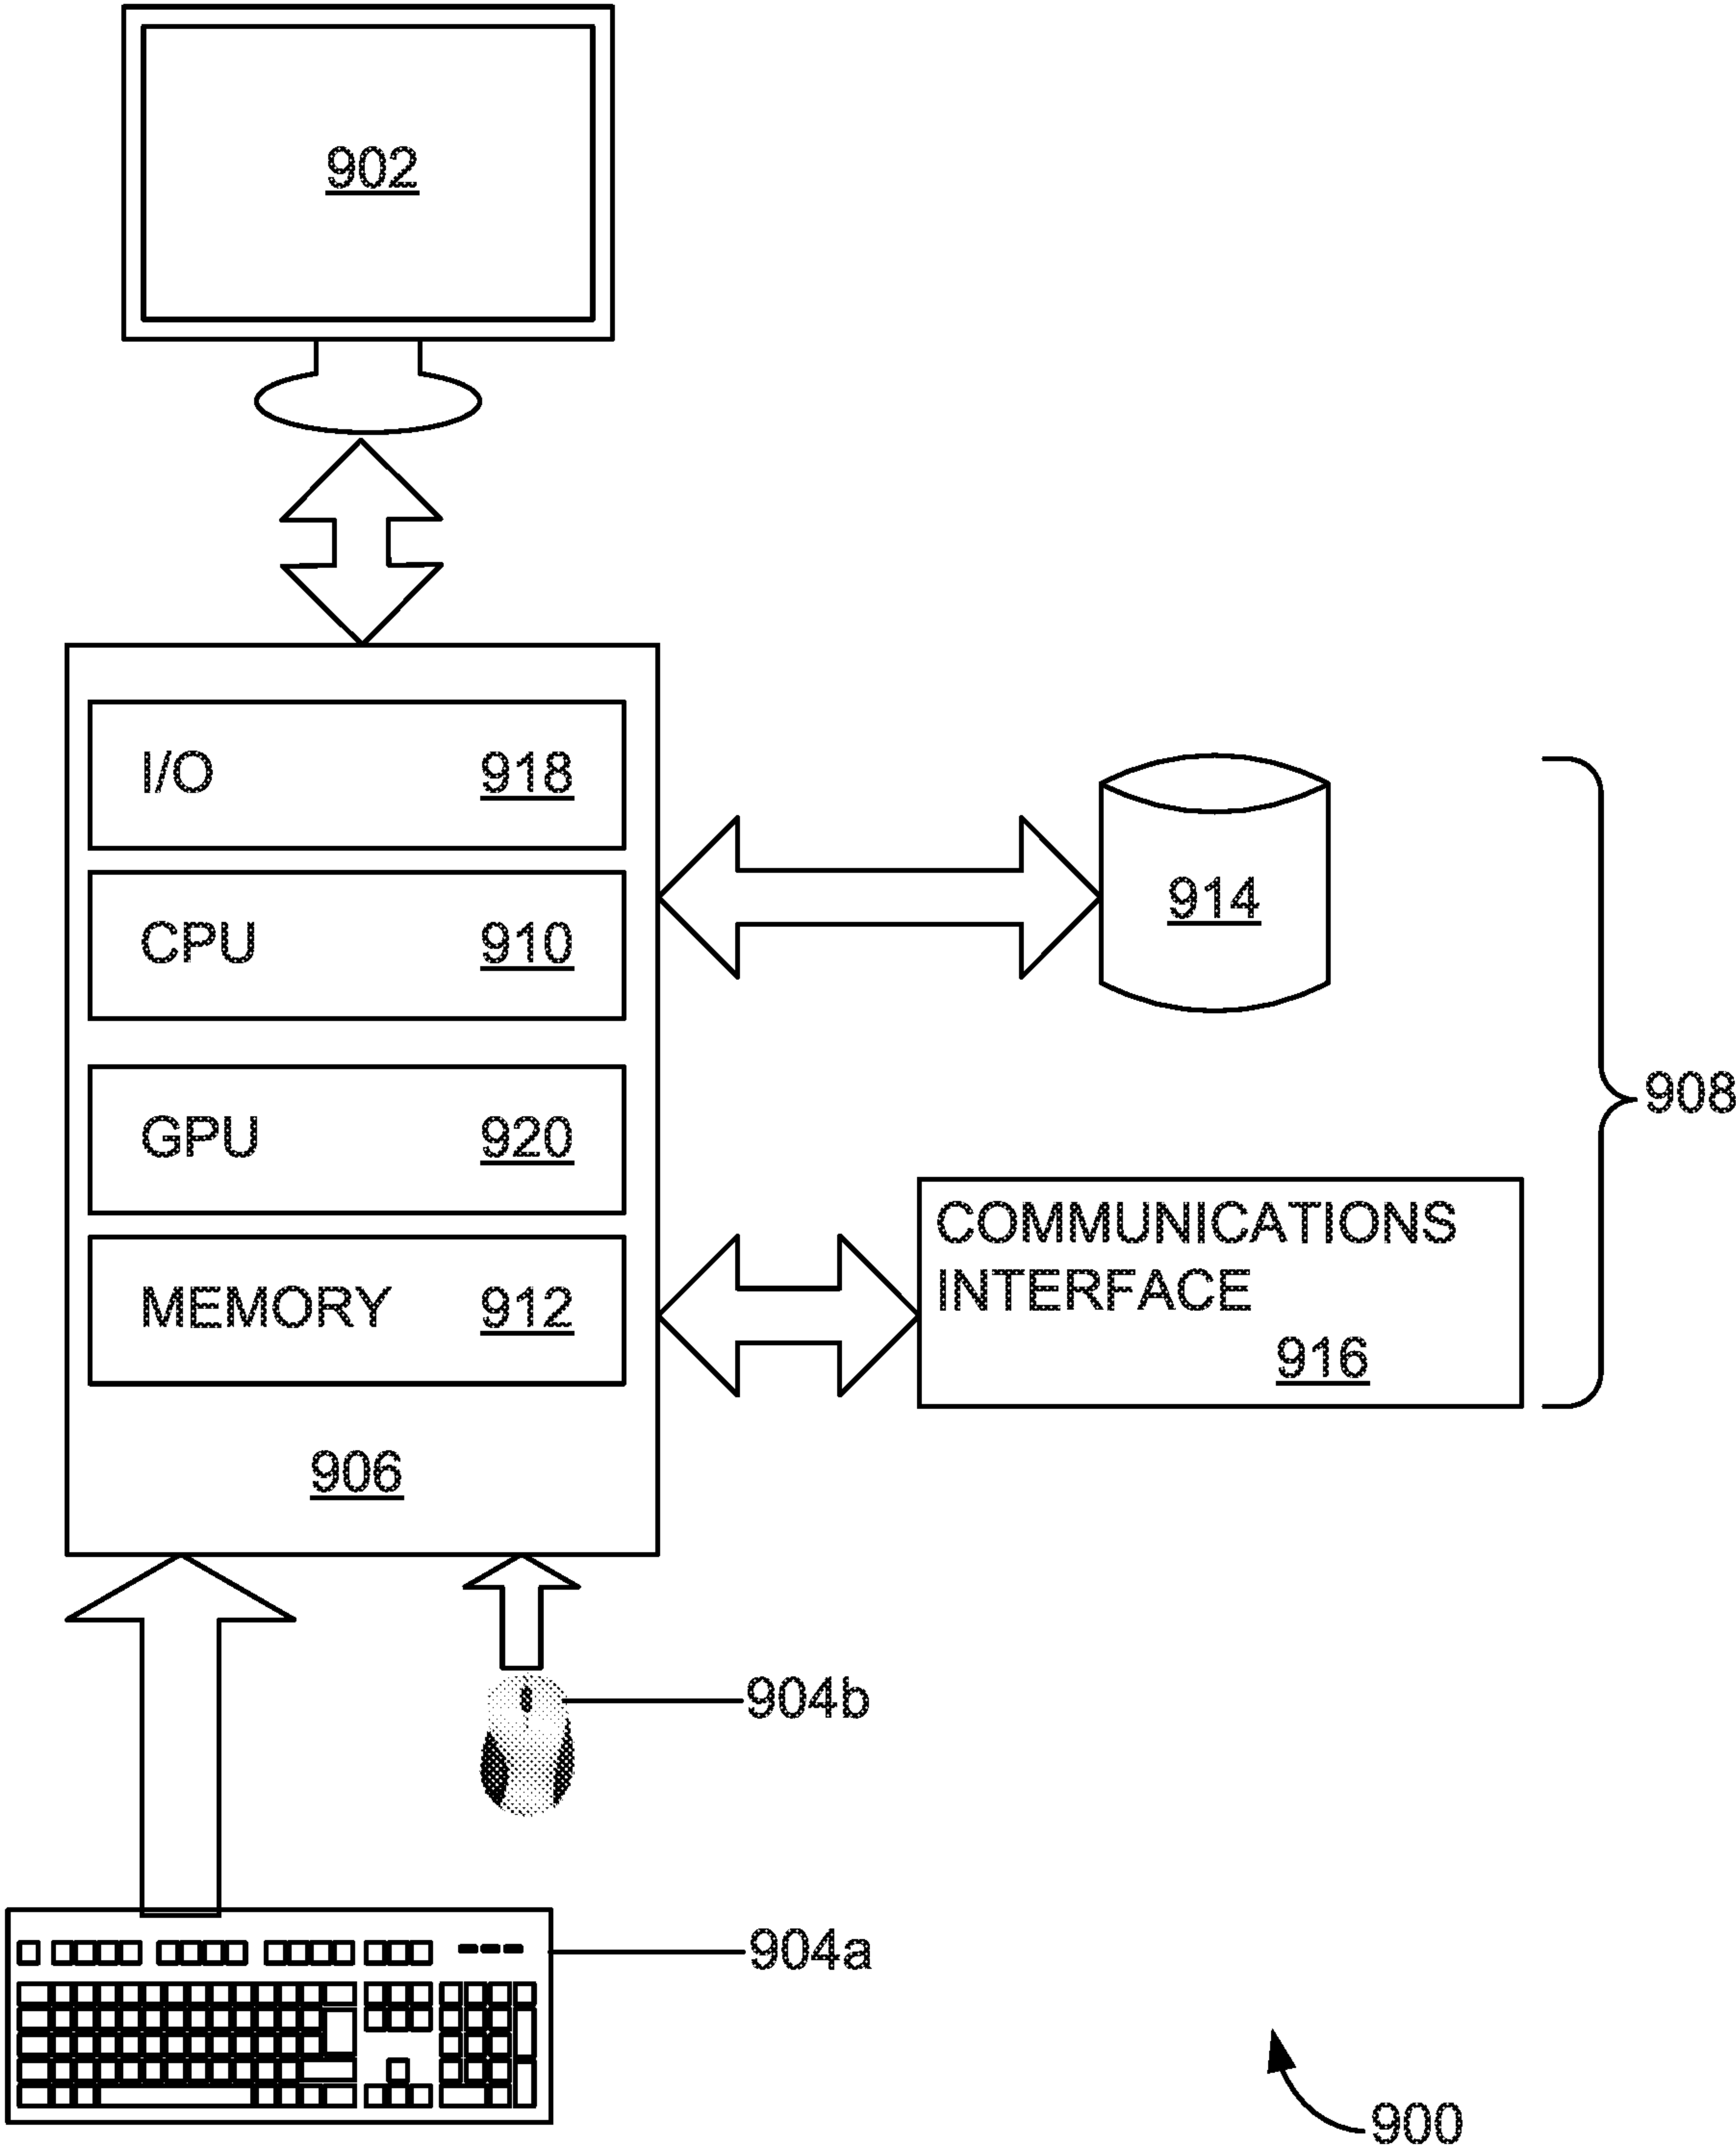 902
I/O 918
CPU 910
914
GPU 920
908
COMMUNICATIONS
INTERFACE
916
MEMORY 912
906
904b
904a
900